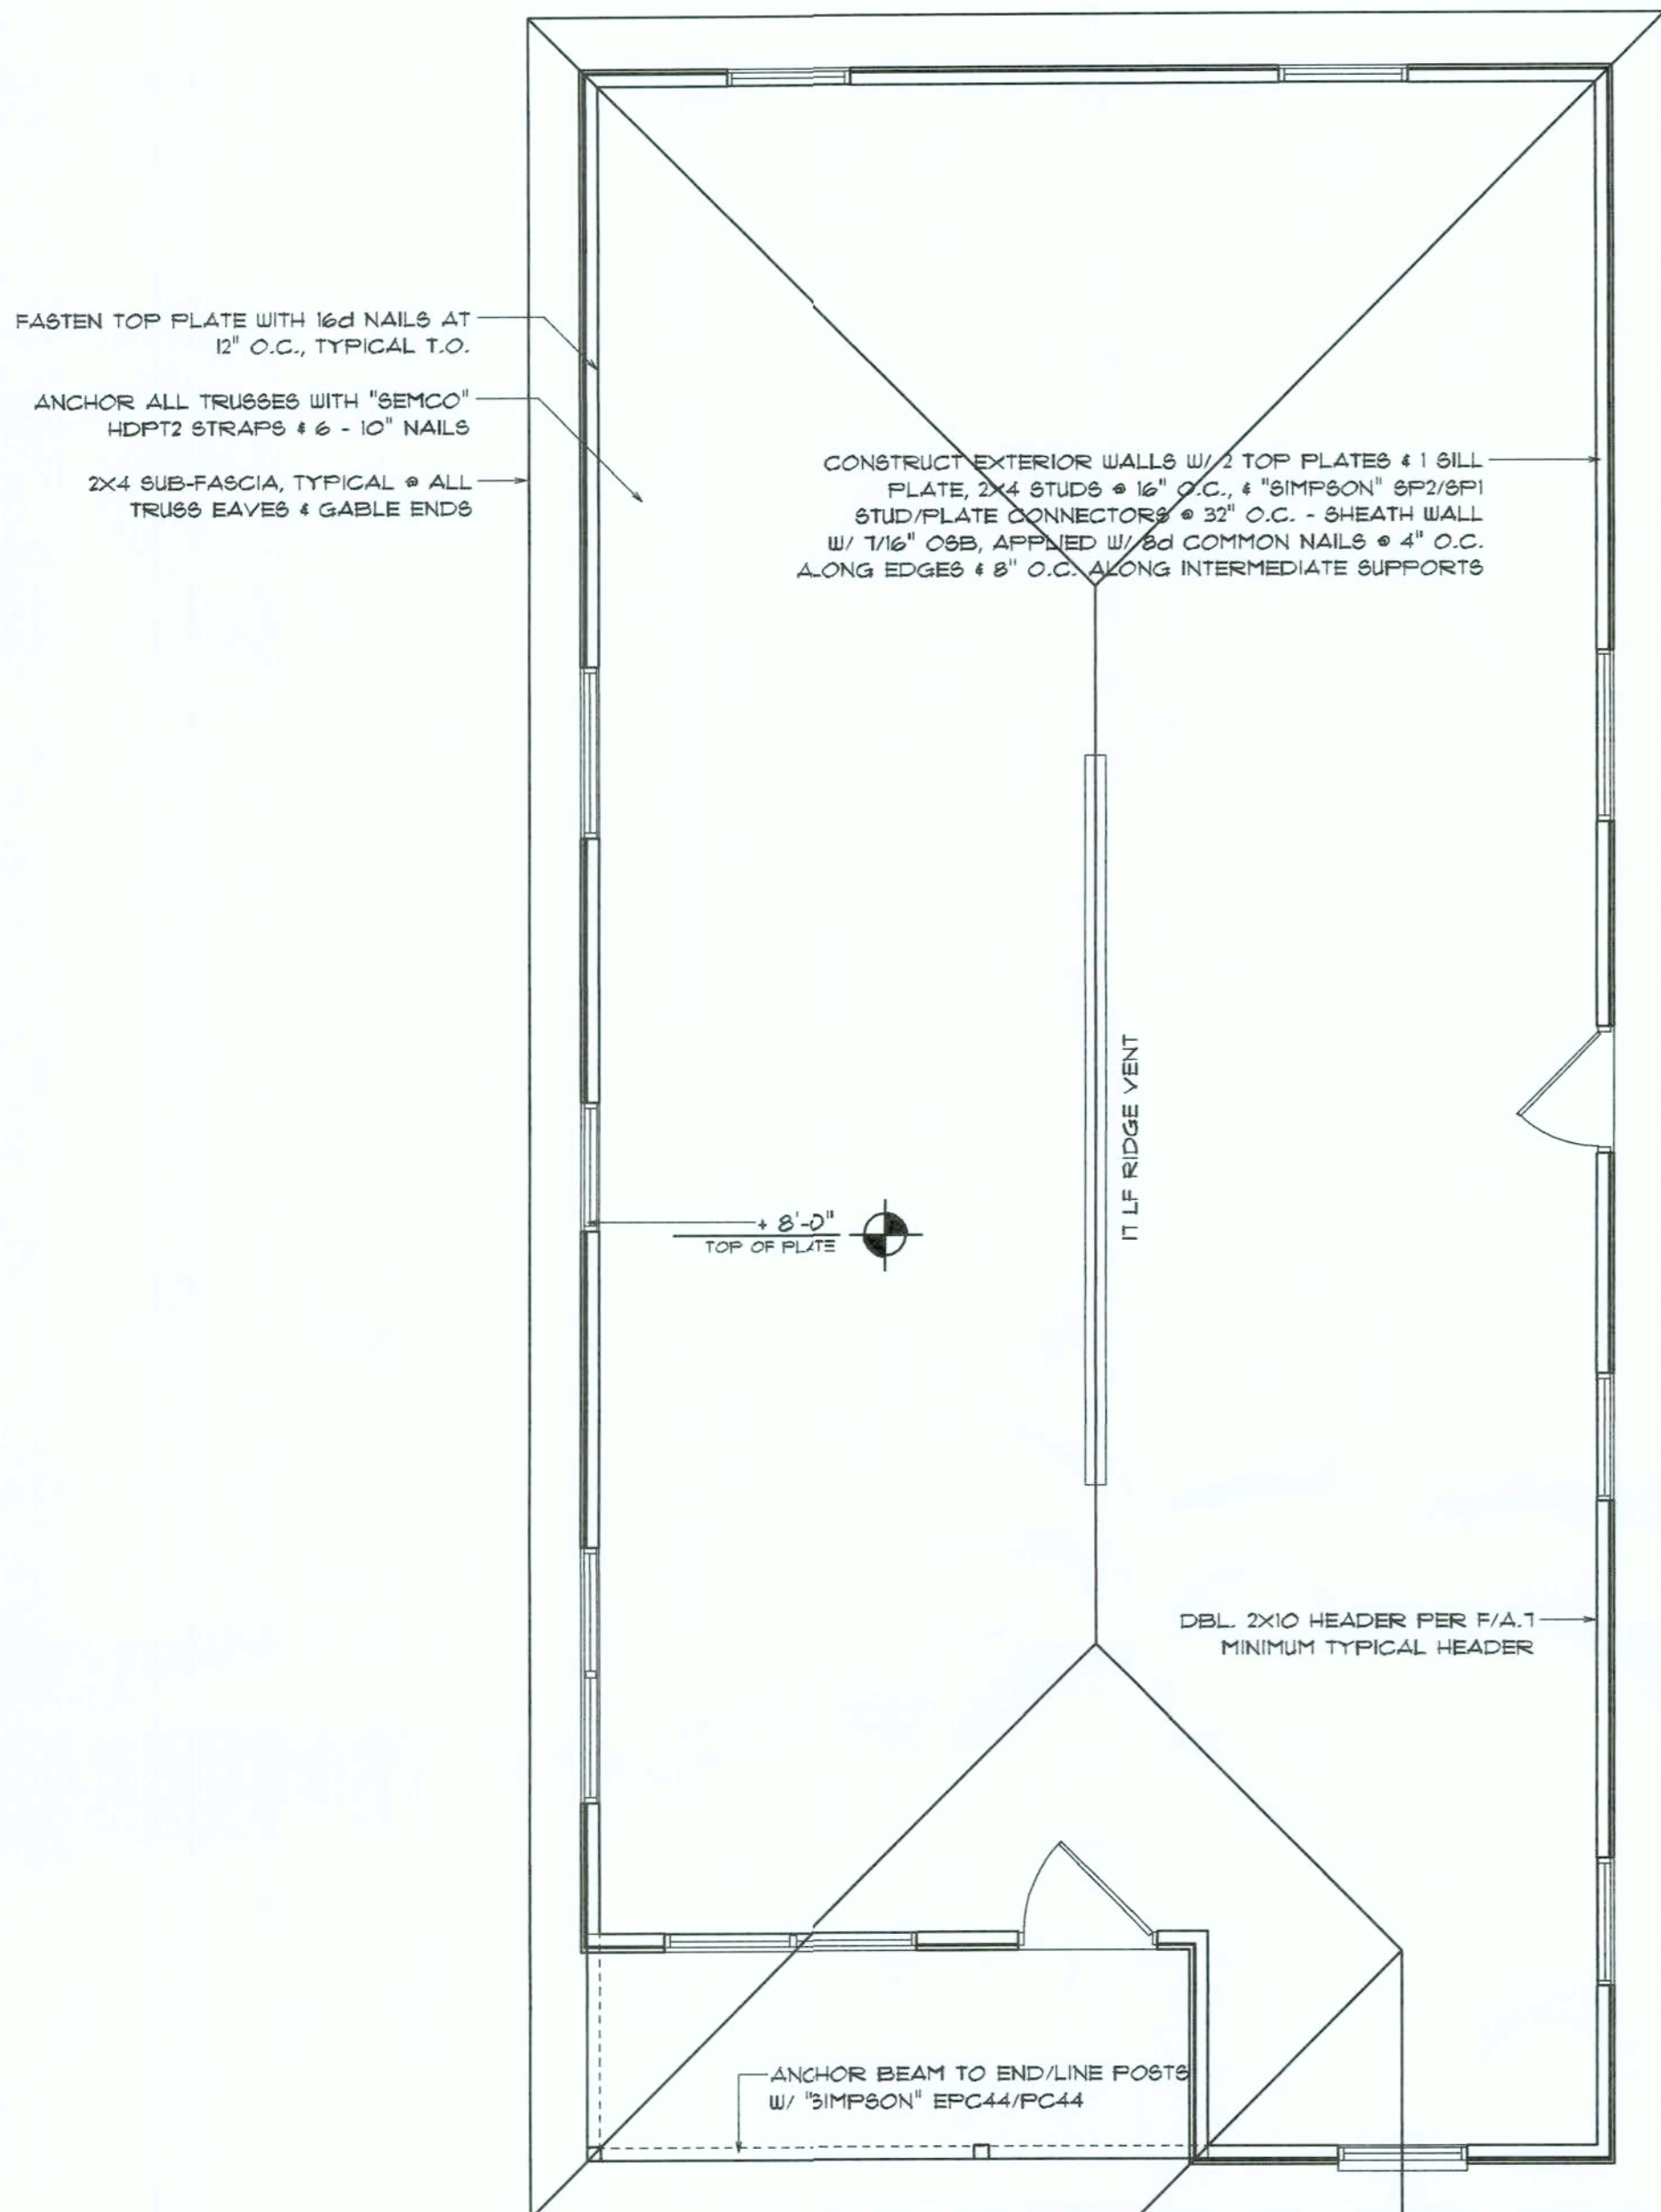 FASTEN TOP PLATE WITH 16d NAILS AT
12" O.C., TYPICAL T.O.
ANCHOR ALL TRUSSES WITH "SEMCO"
HDPT2 STRAPS & 6 - 10" NAILS
2X4 SUB-FASCIA, TYPICAL @ ALL
TRUSS EAVES & GABLE ENDS
CONSTRUCT EXTERIOR WALLS W/ 2 TOP PLATES & 1 SILL
PLATE, 2X4 STUDS @ 16" O.C., & "SIMPSON" SP2/SP1
STUD/PLATE CONNECTORS @ 32" O.C. - SHEATH WALL
W/ 7/16" OSB, APPLIED W/ 8d COMMON NAILS @ 4" O.C.
ALONG EDGES & 8" O.C. ALONG INTERMEDIATE SUPPORTS
17 LF RIDGE VENT
+ 8'-0"
TOP OF PLATE
DBL. 2X10 HEADER PER F/A.7
MINIMUM TYPICAL HEADER
ANCHOR BEAM TO END/LINE POSTS
W/ "SIMPSON" EPC44/PC44